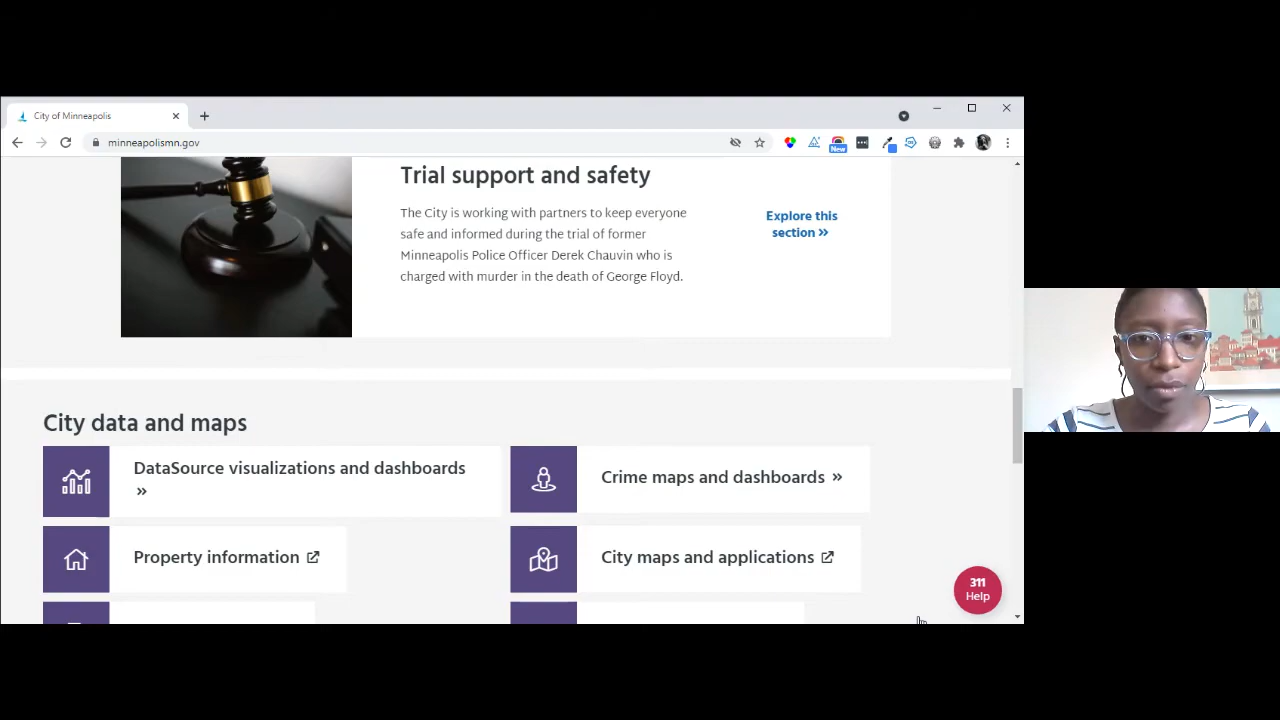 City of Minneapolis
minneapolismn.gov
New
Trial support and safety
The City is working with partners to keep everyone
safe and informed during the trial of former
Minneapolis Police Officer Derek Chauvin who is
charged with murder in the death of George Floyd.
Explore this
section »
City data and maps
DataSource visualizations and dashboards
»
Crime maps and dashboards »
Property information
City maps and applications
311
Help